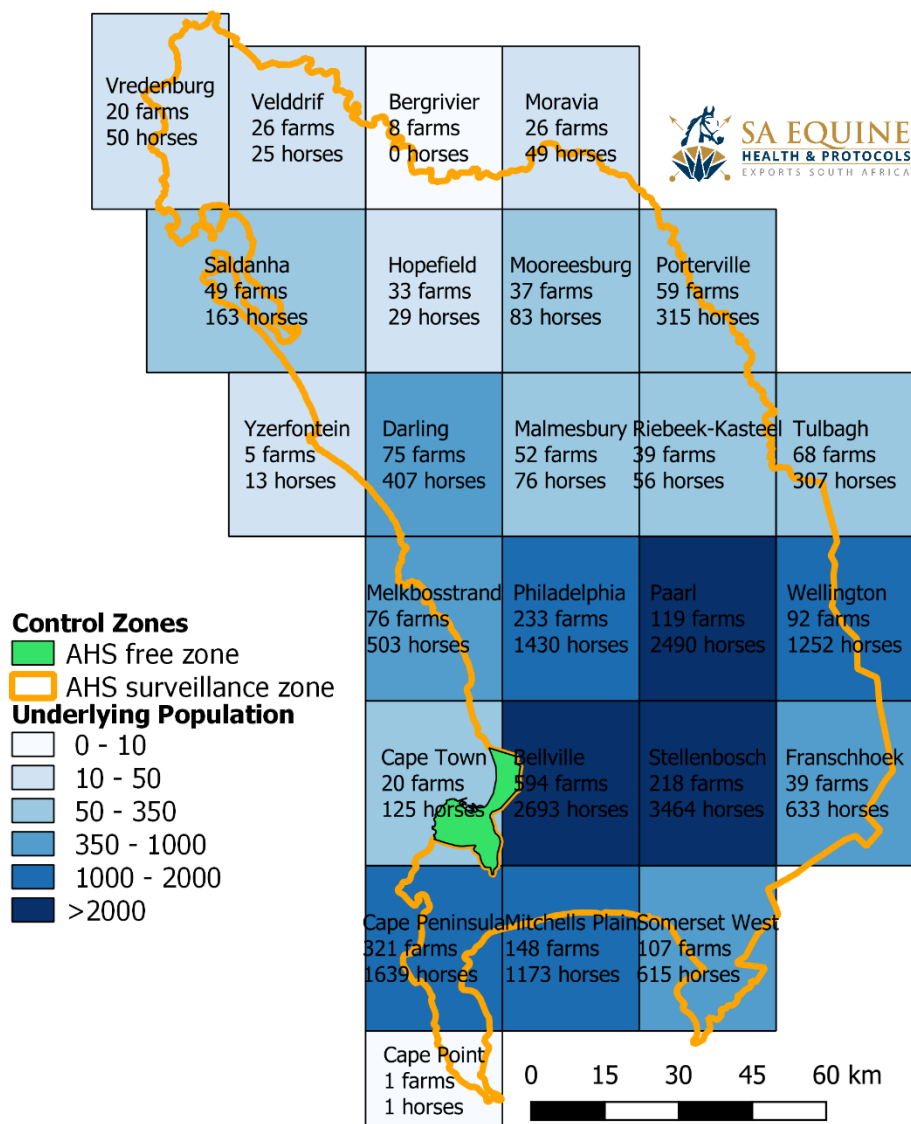 Vredenburg
20 farms
50 horses
Velddrif
26 farms
25 horses
Bergrivier
8 farms
0 horses
Moravia
26 farms
49 horses
SA EQUINE
HEALTH & PROTOCOLS
EXPORTS SOUTH AFRICA
Saldanha
49 farms
163 horses
Hopefield
33 farms
29 horses
Mooreesburg
37 farms
83 horses
Porterville
59 farms
315 horses
Yzerfontein
5 farms
13 horses
Darling
75 farms
407 horses
Malmesbury
52 farms
76 horses
Riebeek-Kasteel
39 farms
56 horses
Tulbagh
68 farms
307 horses
Melkbosstrand
76 farms
503 horses
Philadelphia
233 farms
1430 horses
Paarl
119 farms
2490 horses
Wellington
92 farms
1252 horses
Control Zones
AHS free zone
AHS surveillance zone
Underlying Population
0 - 10
10 - 50
50 - 350
350 - 1000
1000 - 2000
>2000
Cape Town
20 farms
125 horses
Bellville
594 farms
2693 horses
Stellenbosch
218 farms
3464 horses
Franschhoek
39 farms
633 horses
Cape Peninsula
321 farms
1639 horses
Mitchells Plain
148 farms
1173 horses
Somerset West
107 farms
615 horses
Cape Point
1 farms
1 horses
0 15 30 45 60 km